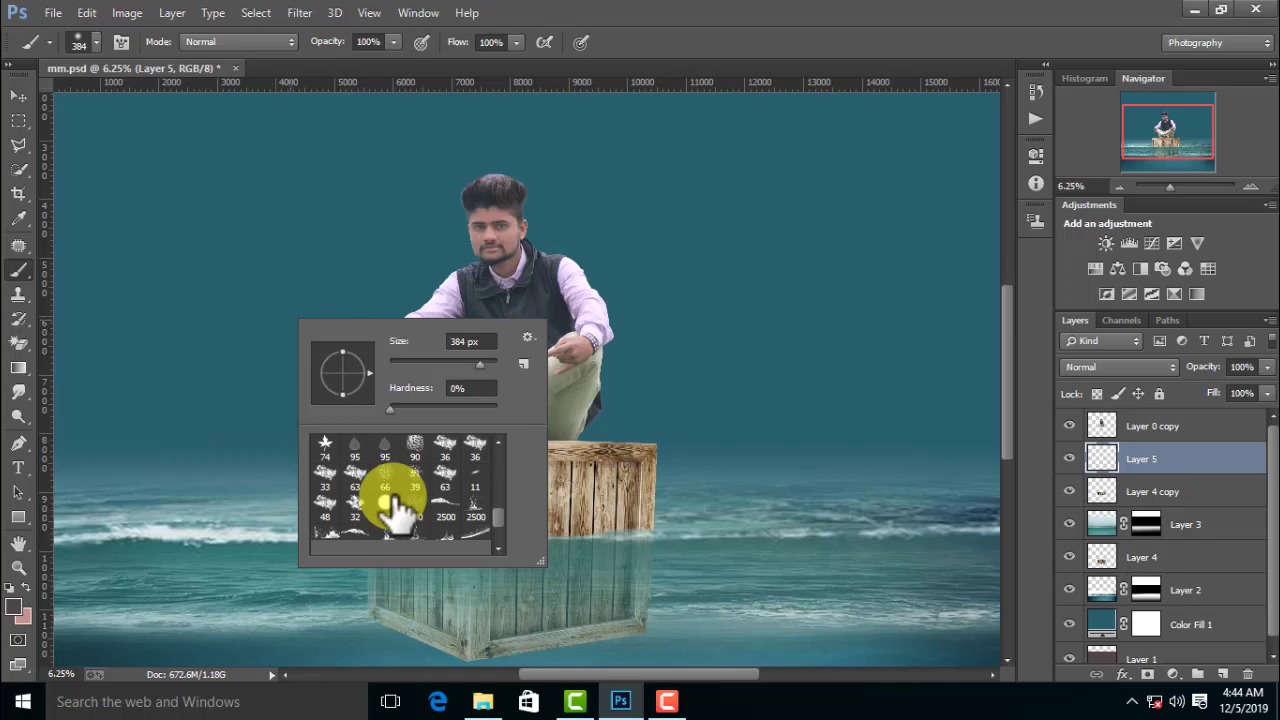 Ps File Edit Image Layer Type Select Filter 3D View Window Help
384 Mode: Normal Opacity: 100% Flow: 100% Photography
mm.psd @ 6.25% (Layer 5, RGB/8) * ×
1000 2000 3000 4000 5000 6000 7000 8000 9000 10000 11000 12000 13000 14000 15000
Histogram Navigator
6.25%
Adjustments
Add an adjustment
Layers Channels Paths
Kind
Normal Opacity: 100%
Lock: Fill: 100%
Layer 0 copy
Layer 5
Layer 4 copy
Layer 3
Layer 4
Layer 2
Color Fill 1
Layer 1
Size: 384 px
Hardness: 0%
74 95 95 90 36 36
33 63 66 39 63 11
48 32 2500 2500
6.25% Doc: 672.6M/1.18G
Search the web and Windows
Ps
4:44 AM
12/5/2019